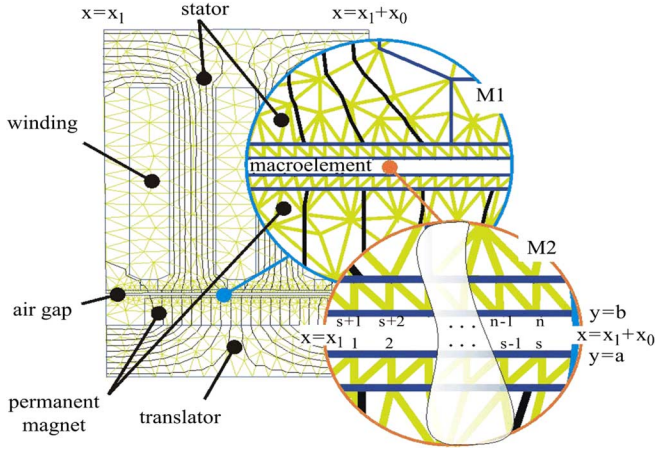 x=x1 stator x=x1+x0
M1
winding
macroelement
M2
air gap
s+1 s+2 ... n-1 n y=b
x=x1 x=x1+x0
1 2 ... s-1 s y=a
permanent
magnet
translator